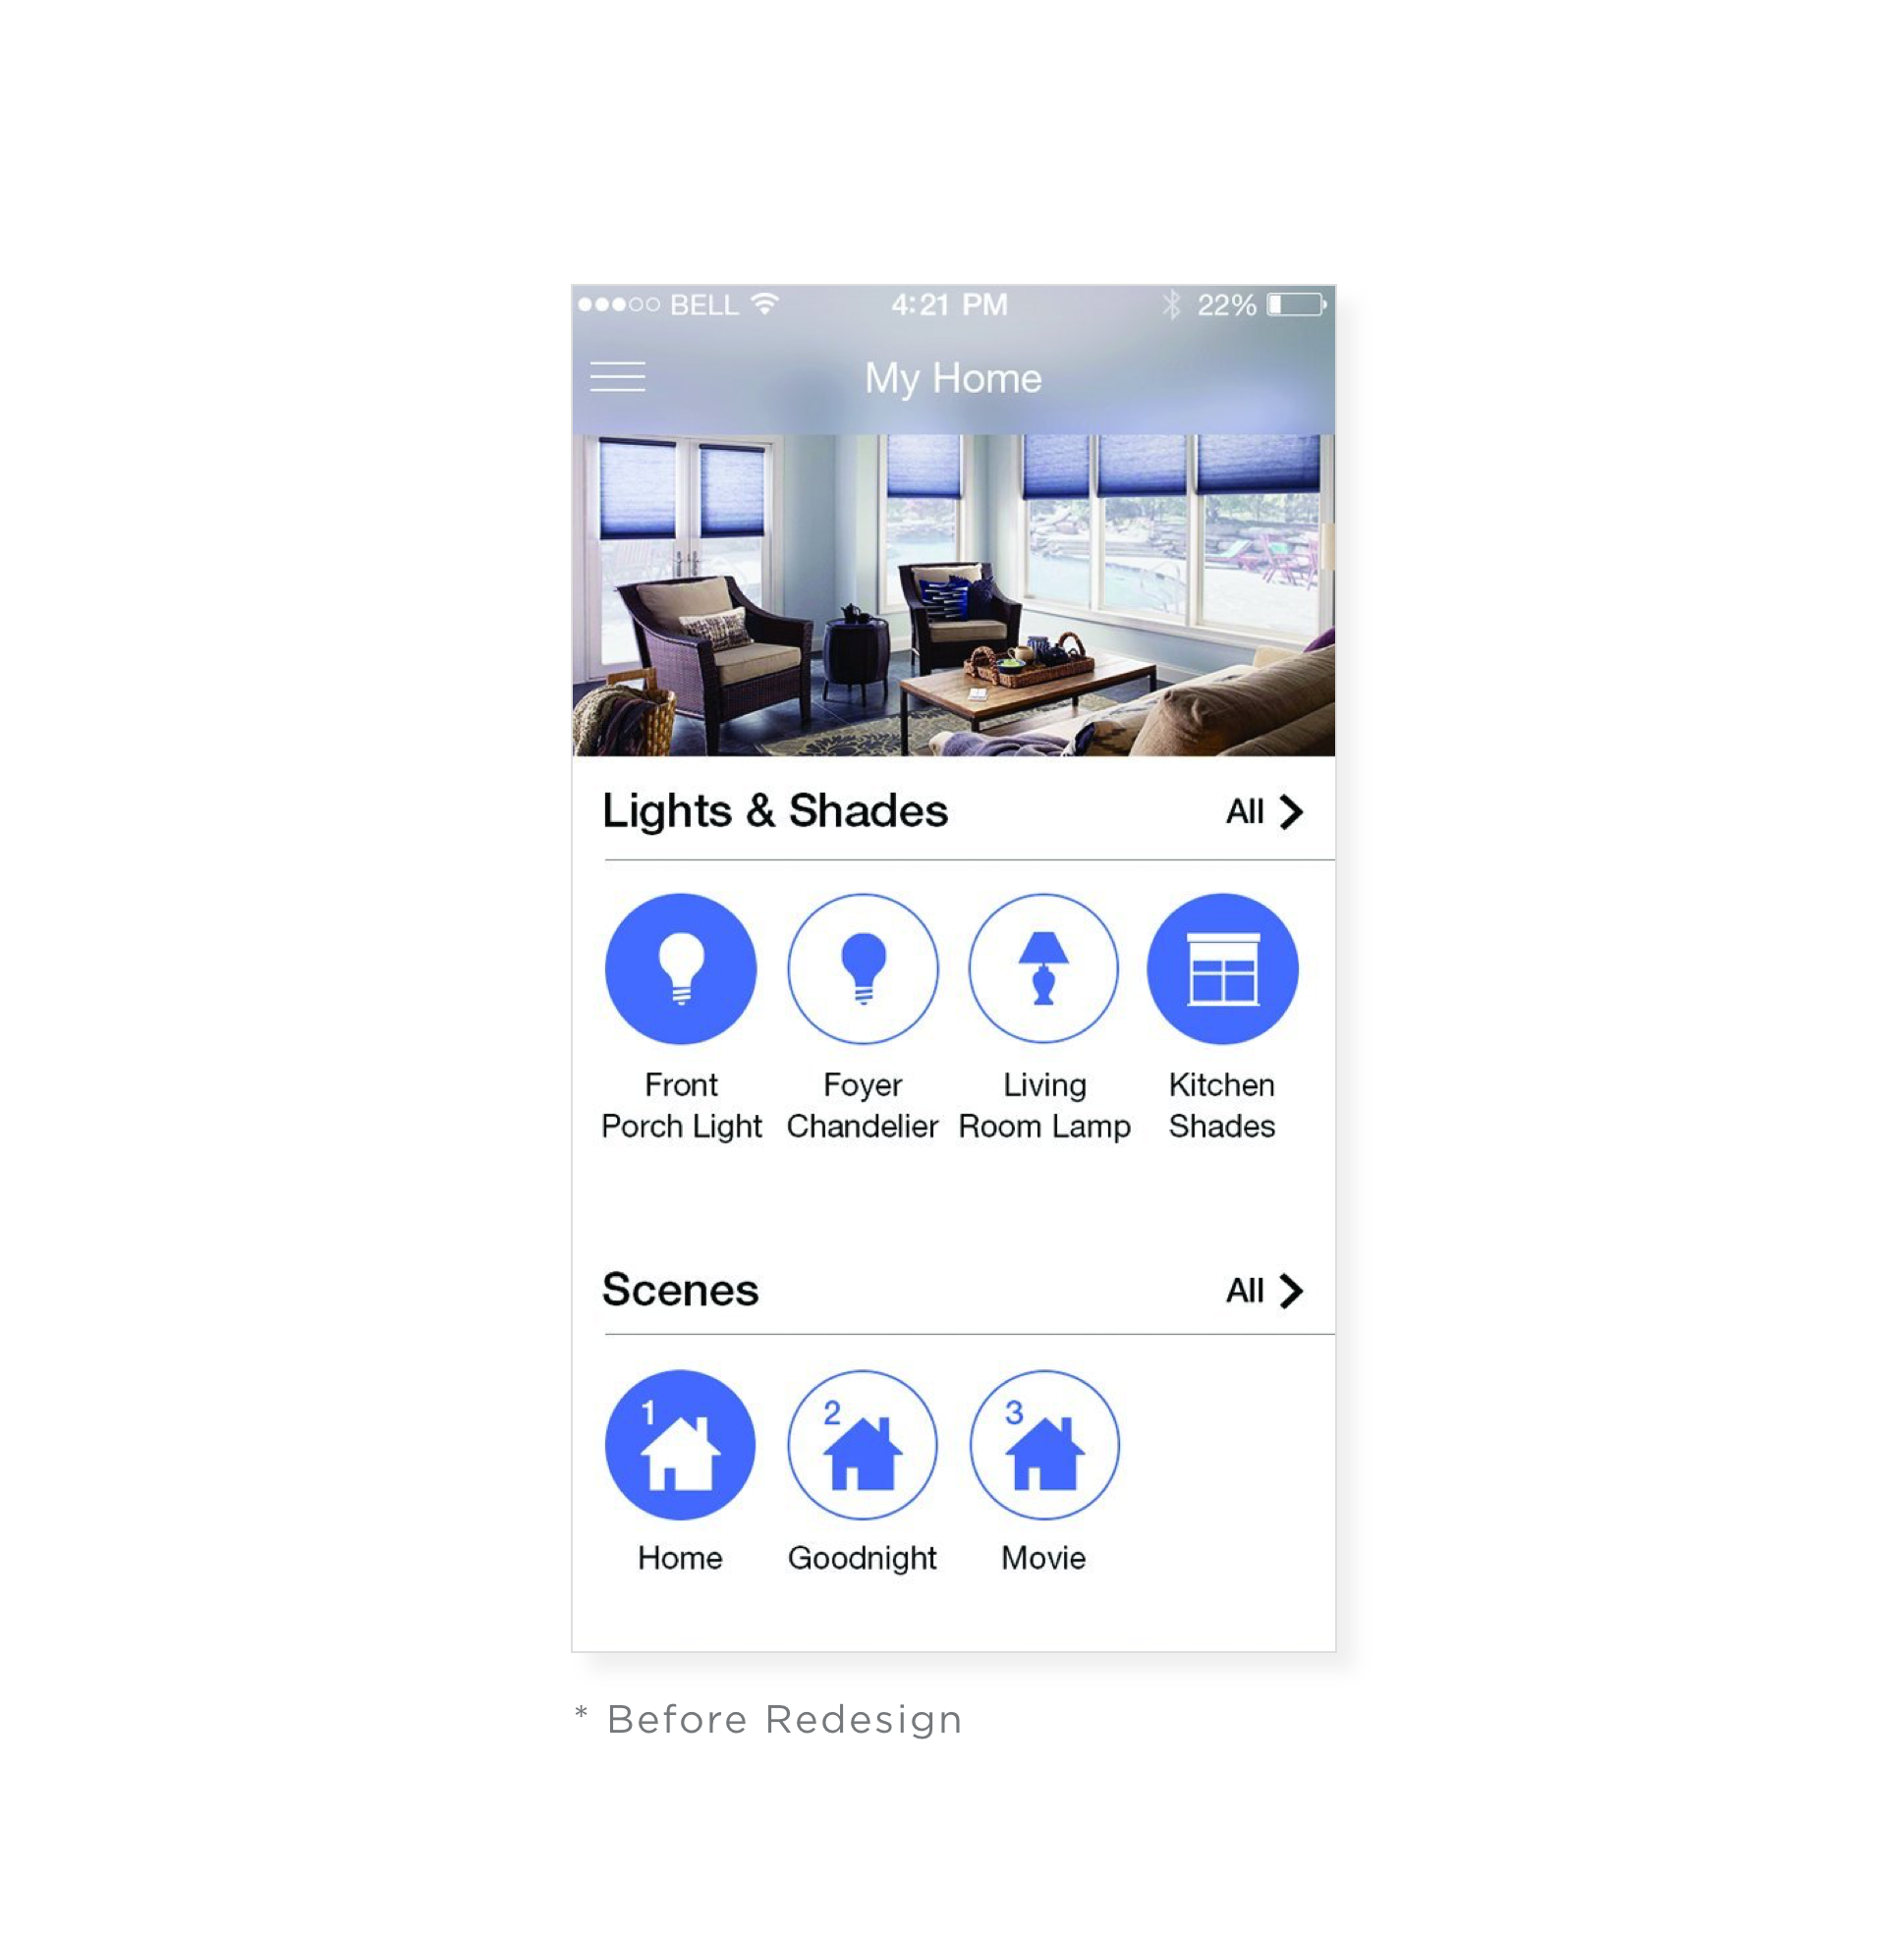 BELL 4:21 PM 22%
My Home
Lights & Shades All
Front Porch Light
Foyer Chandelier
Living Room Lamp
Kitchen Shades
Scenes All
1 2 3
Home Goodnight Movie
* Before Redesign